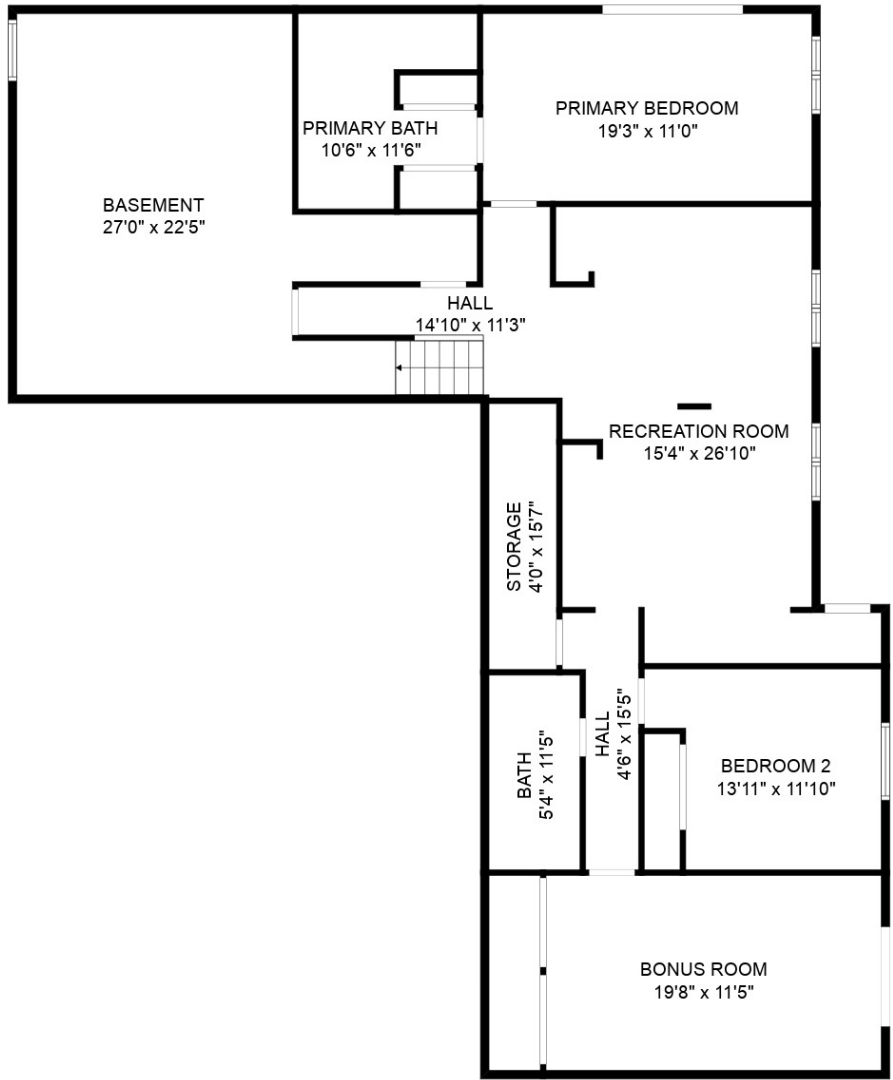 PRIMARY BEDROOM
19'3" x 11'0"
PRIMARY BATH
10'6" x 11'6"
BASEMENT
27'0" x 22'5"
HALL
14'10" x 11'3"
RECREATION ROOM
15'4" x 26'10"
STORAGE
4'0" x 15'7"
HALL
4'6" x 15'5"
BATH
5'4" x 11'5"
BEDROOM 2
13'11" x 11'10"
BONUS ROOM
19'8" x 11'5"